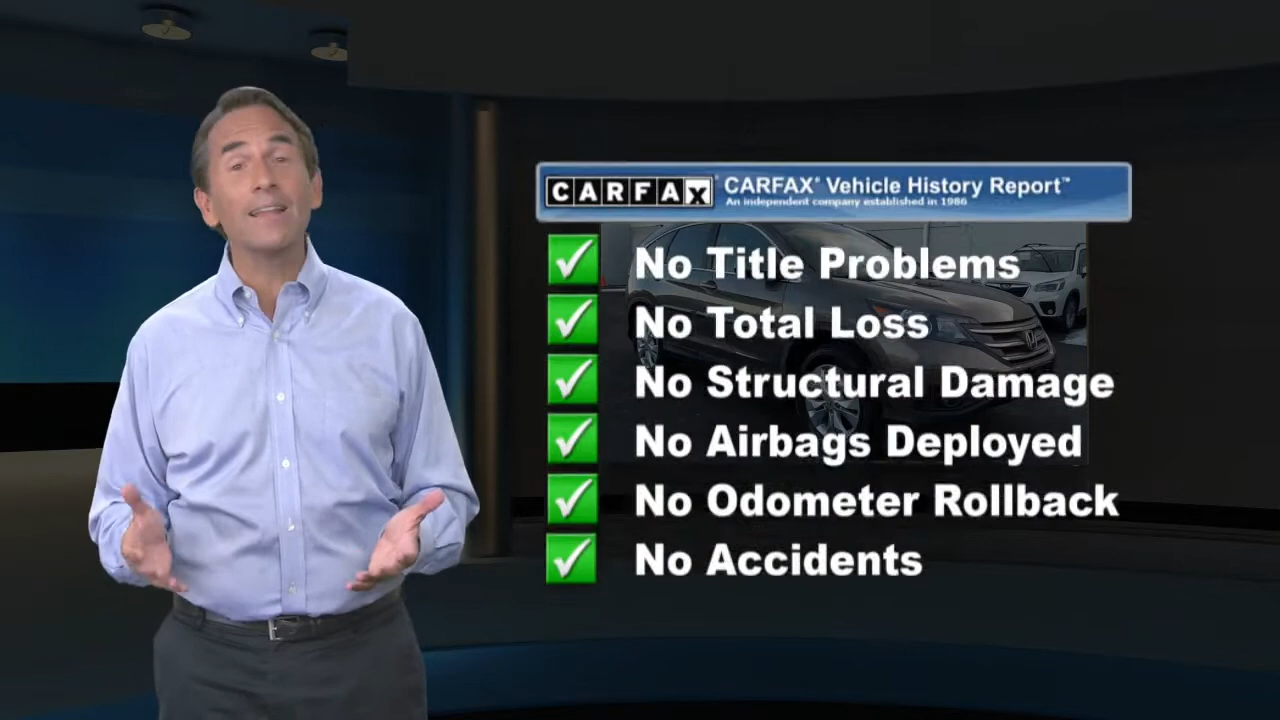 CARFAX CARFAX® Vehicle History Report™
An independent company established in 1986
No Title Problems
No Total Loss
No Structural Damage
No Airbags Deployed
No Odometer Rollback
No Accidents